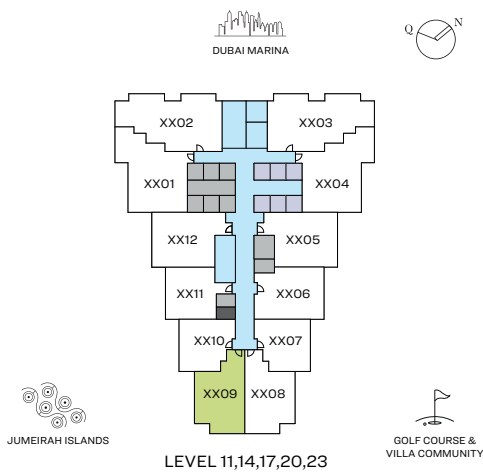 DUBAI MARINA
Q N
XX02 XX03
XX01 XX04
XX12 XX05
XX11 XX06
XX10 XX07
XX09 XX08
JUMEIRAH ISLANDS
GOLF COURSE &
VILLA COMMUNITY
LEVEL 11,14,17,20,23